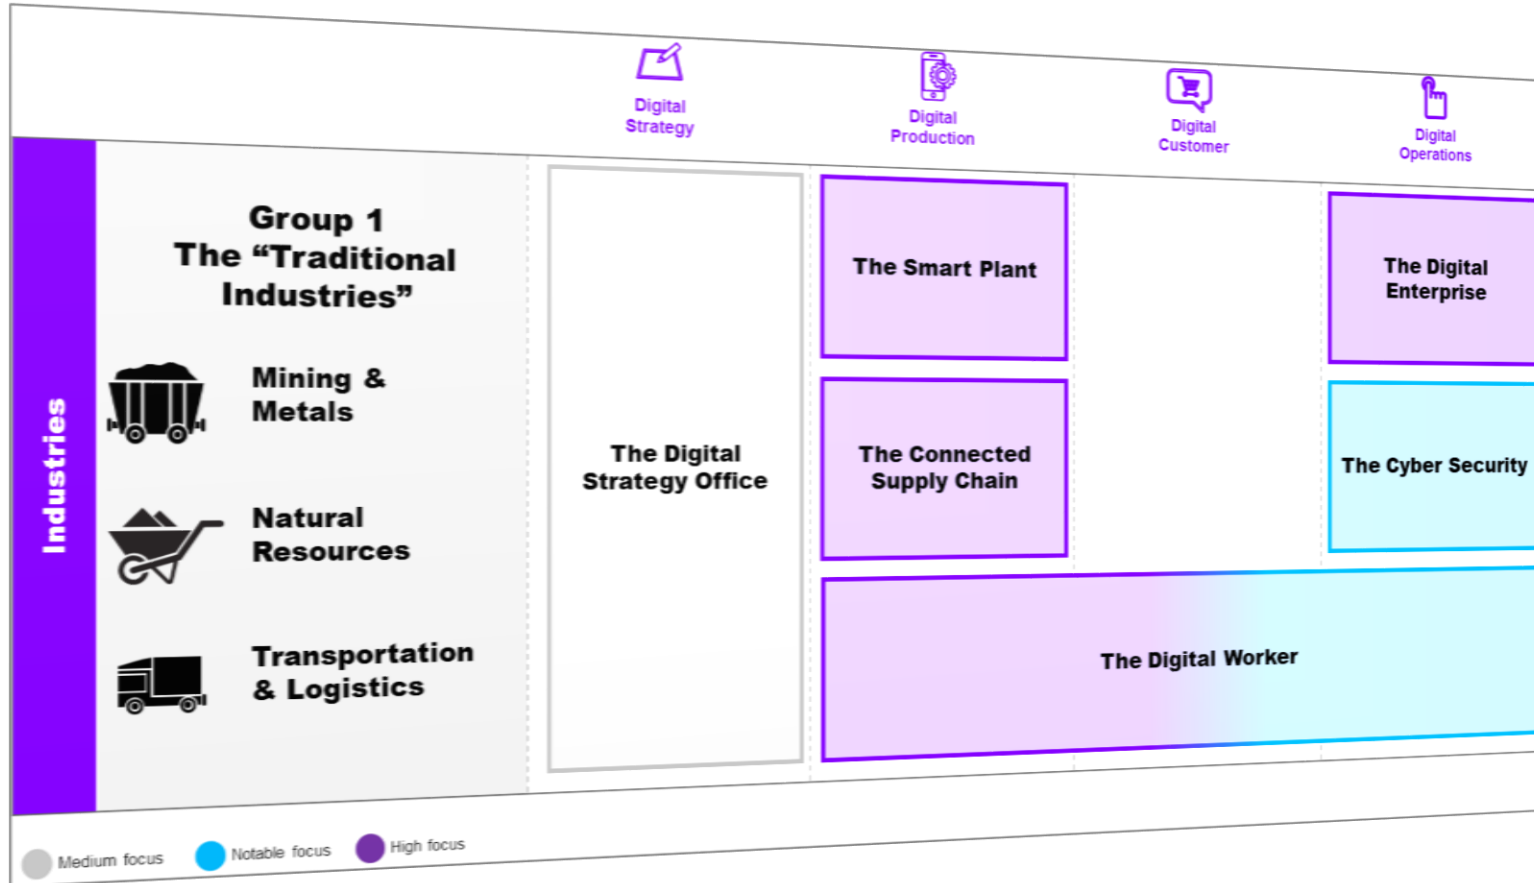 Digital
Strategy
Digital
Production
Digital
Customer
Digital
Operations
Industries
Group 1
The “Traditional
Industries”
Mining &
Metals
Natural
Resources
Transportation
& Logistics
The Digital
Strategy Office
The Smart Plant
The Connected
Supply Chain
The Digital
Enterprise
The Cyber Security
The Digital Worker
Medium focus
Notable focus
High focus